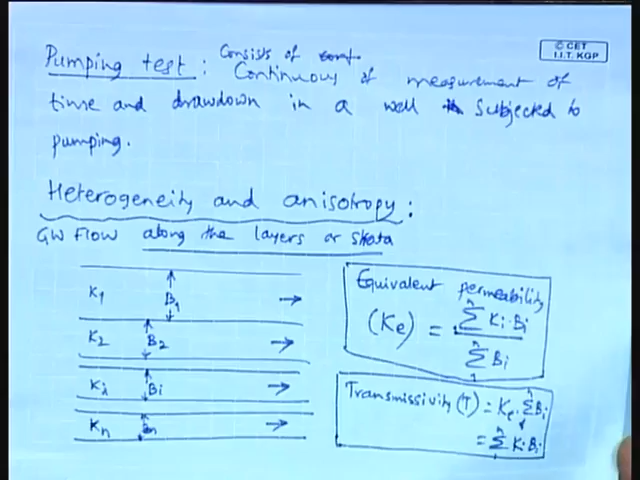 © CET
I.I.T. KGP
Pumping test : Consists of
Continuous of measurement of
time and drawdown in a well subjected to
pumping.
Heterogeneity and anisotropy :
GW FLOW along the layers or strata
K1 B1 →
K2 B2 →
Ki Bi →
Kn Bn →
Equivalent permeability
(Ke) = Σ Ki·Bi / Σ Bi
Transmissivity (T) = Ke · Σ Bi
= Σ Ki·Bi